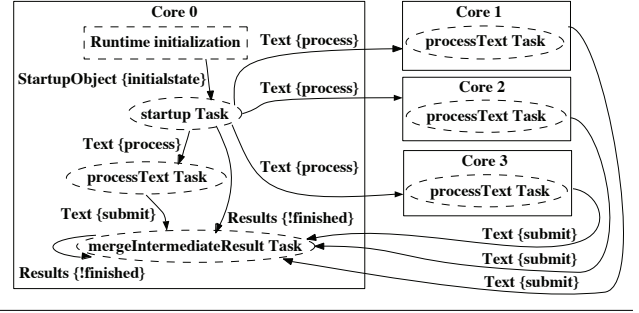 Core 0
Runtime initialization
StartupObject {initialstate}
startup Task
Text {process}
processText Task
Text {submit}
Results {!finished}
mergeIntermediateResult Task
Results {!finished}
Text {process}
Core 1
processText Task
Text {process}
Core 2
processText Task
Text {process}
Core 3
processText Task
Text {submit}
Text {submit}
Text {submit}